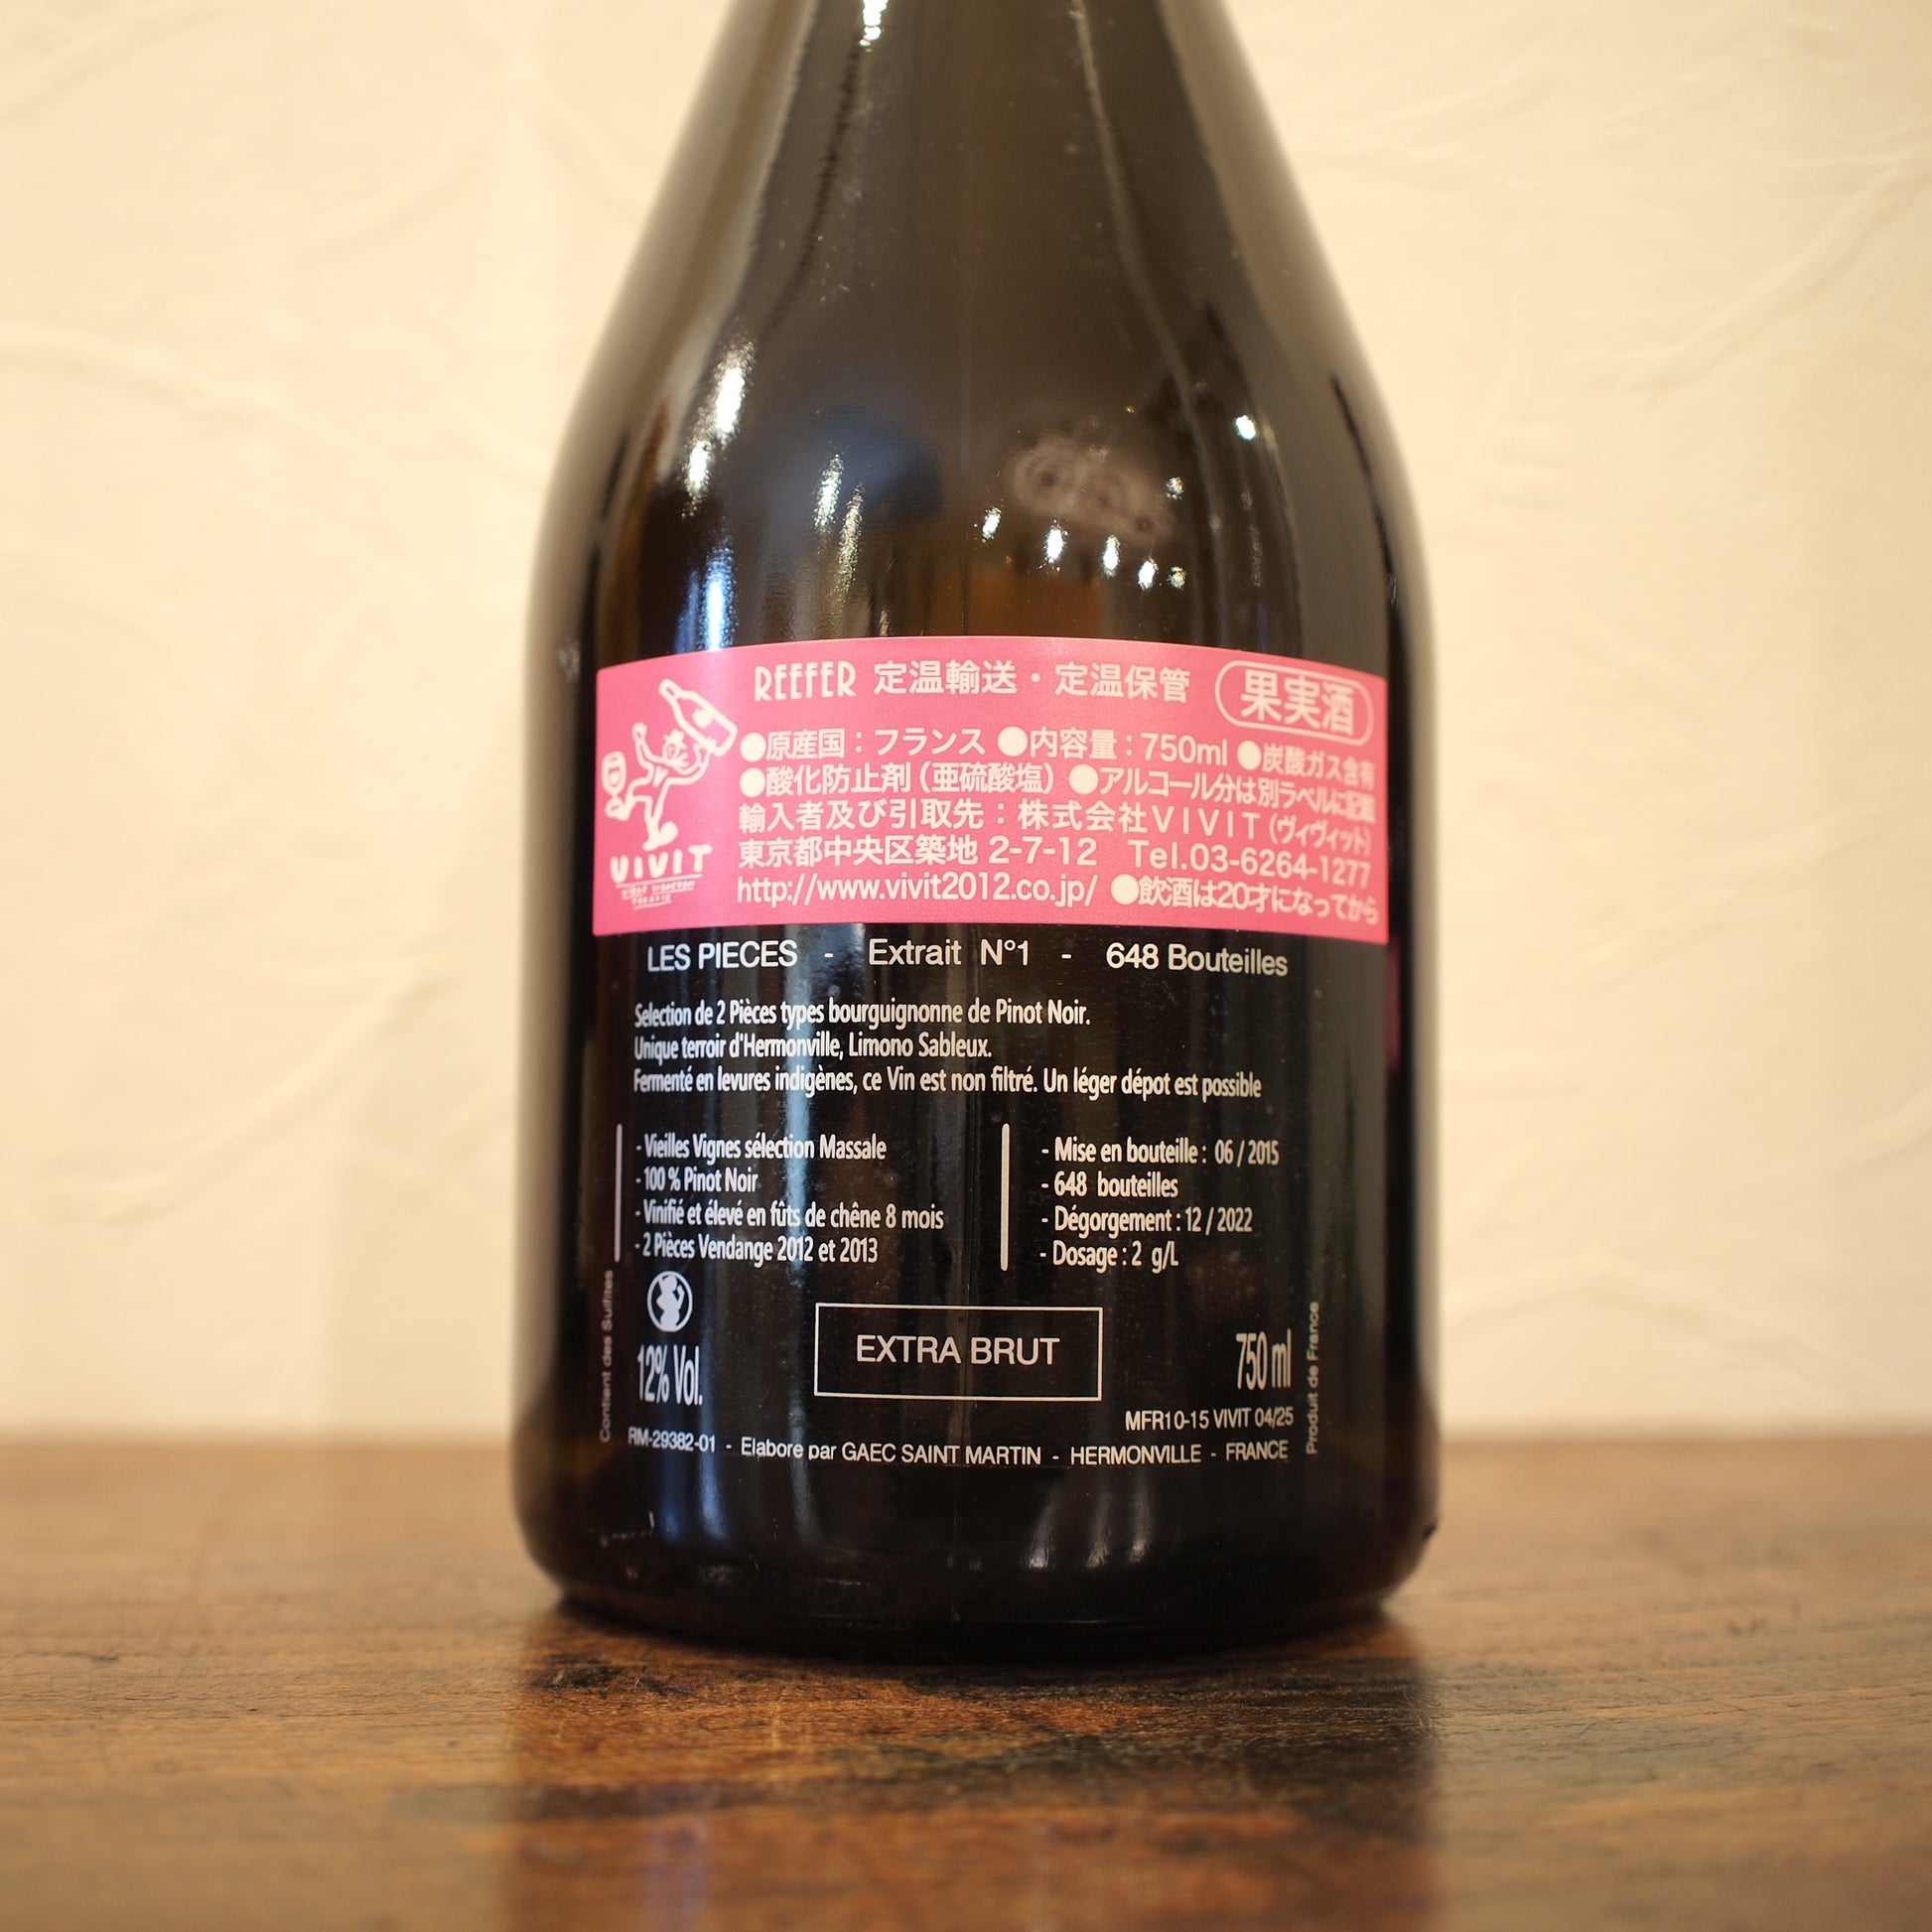 REEFER 定温輸送・定温保管 果実酒
●原産国：フランス ●内容量：750ml ●炭酸ガス含有
●酸化防止剤（亜硫酸塩） ●アルコール分は別ラベルに記載
輸入者及び引取先：株式会社VIVIT（ヴィヴィット）
東京都中央区築地 2-7-12 Tel.03-6264-1277
http://www.vivit2012.co.jp/ ●飲酒は20才になってから
VIVIT
LES PIECES - Extrait N°1 - 648 Bouteilles
Selection de 2 Pièces types bourguignonne de Pinot Noir.
Unique terroir d'Hermonville, Limono Sableux.
Fermenté en levures indigènes, ce Vin est non filtré. Un léger dépot est possible
- Vieilles Vignes sélection Massale
- 100 % Pinot Noir
- Vinifié et élevé en fûts de chêne 8 mois
- 2 Pièces Vendange 2012 et 2013
- Mise en bouteille : 06 / 2015
- 648 bouteilles
- Dégorgement : 12 / 2022
- Dosage : 2 g/L
Contient des Sulfites
12% Vol.
EXTRA BRUT
750 ml
Produit de France
MFR10-15 VIVIT 04/25
RM-29382-01 - Elabore par GAEC SAINT MARTIN - HERMONVILLE - FRANCE